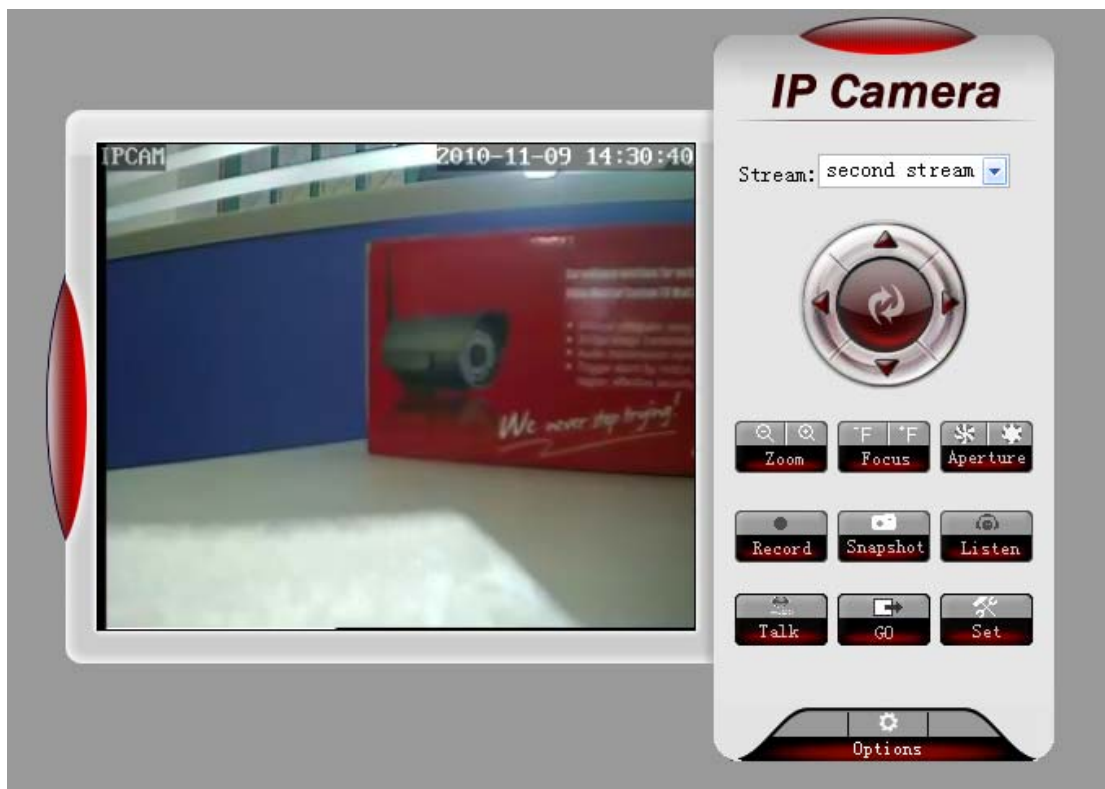 IP Camera
IPCAM 2010-11-09 14:30:40
Stream: second stream
We never stop trying!
-F +F
Zoom Focus Aperture
Record Snapshot Listen
Talk GO Set
Options